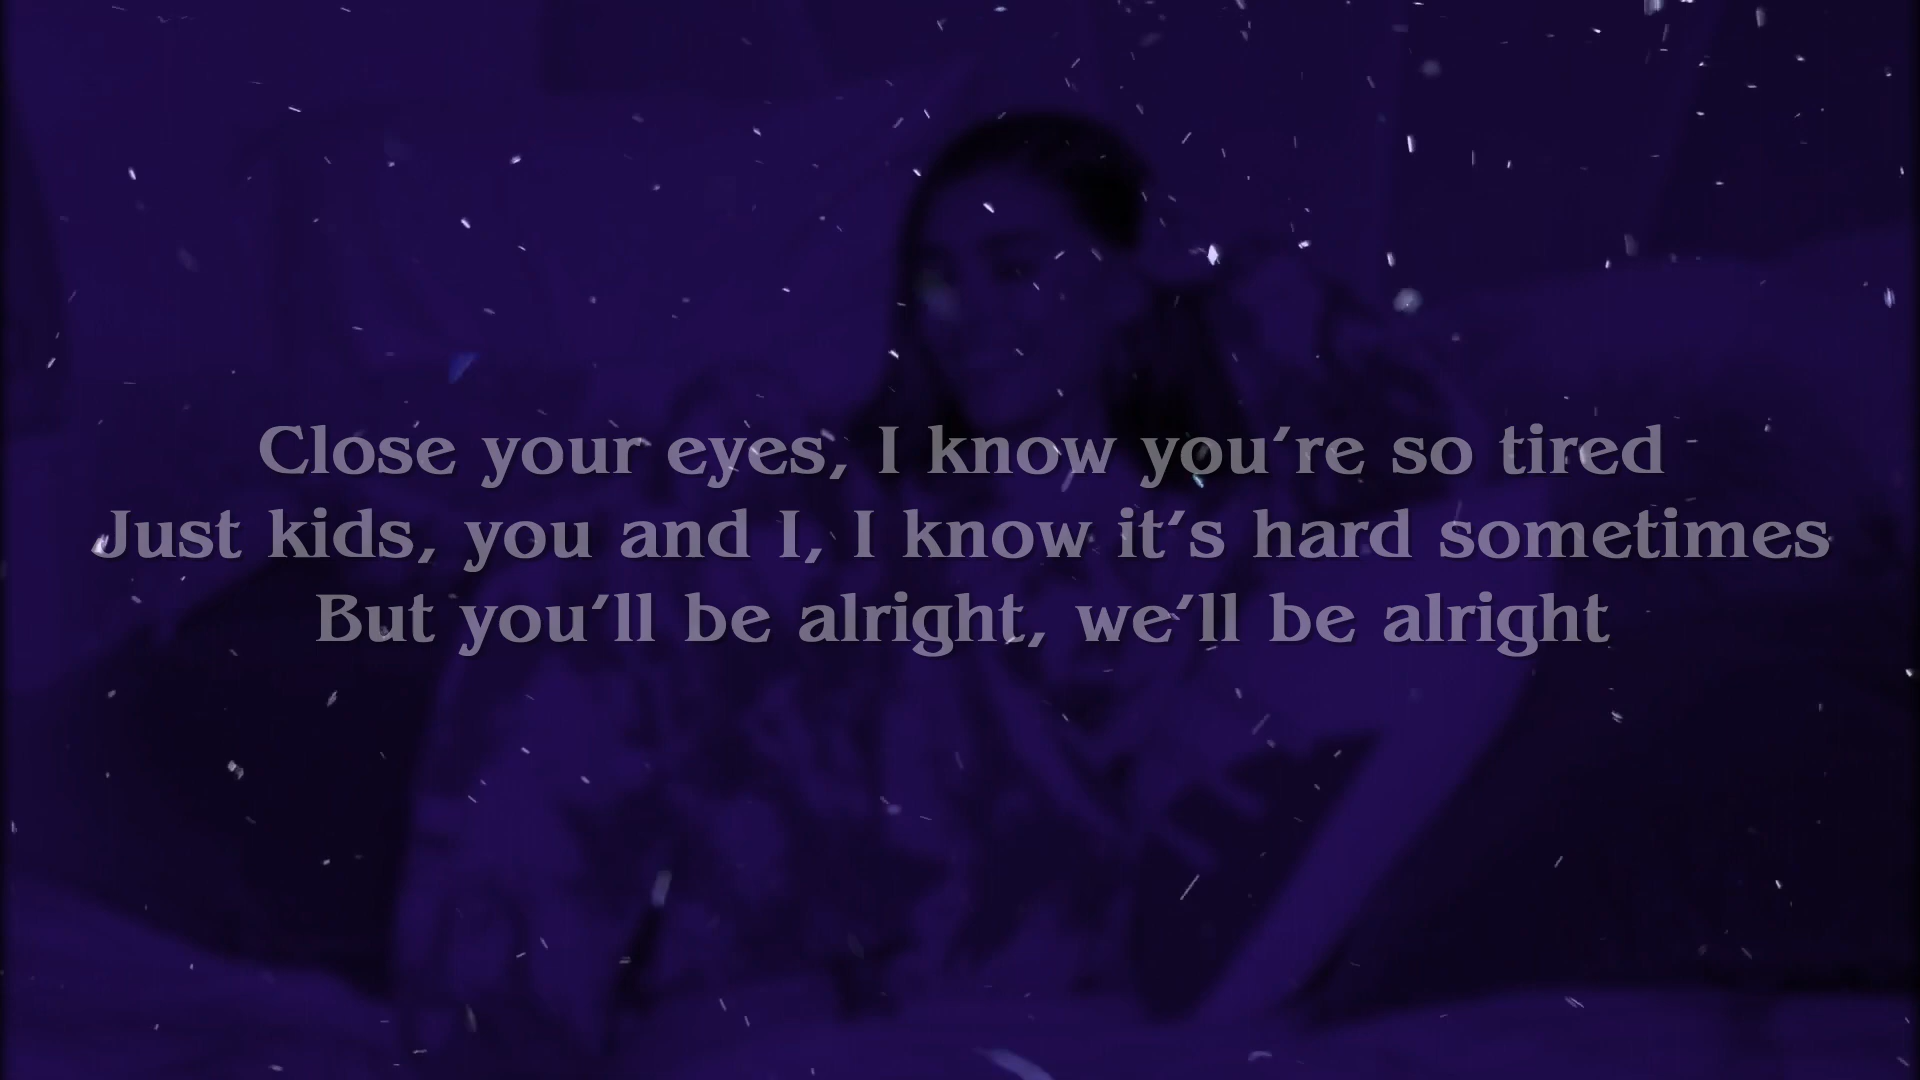 Close your eyes, I know you’re so tired
Just kids, you and I, I know it’s hard sometimes
But you’ll be alright, we’ll be alright